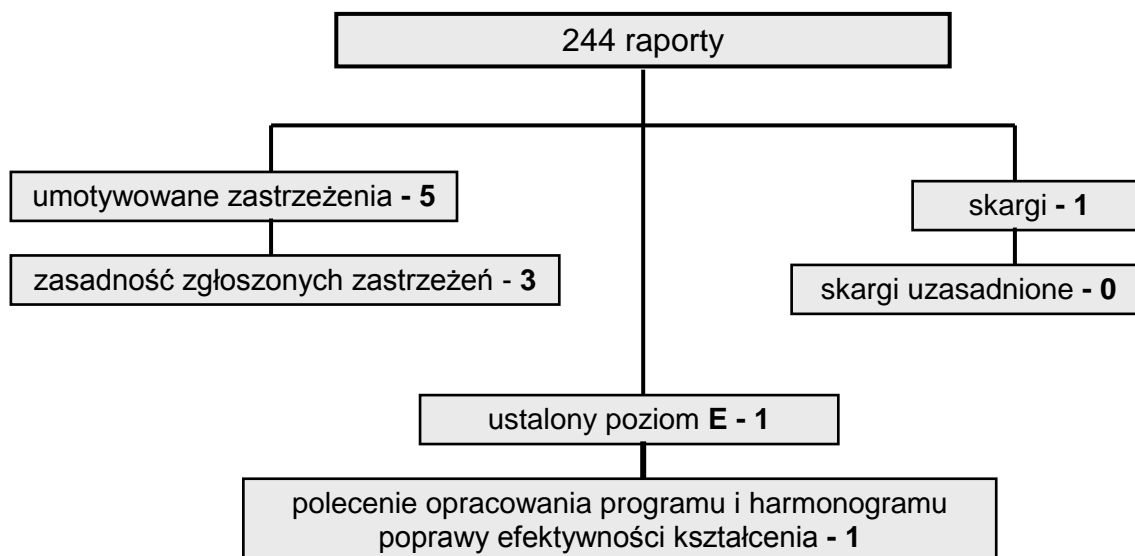 244 raporty
umotywowane zastrzeżenia - 5
skargi - 1
zasadność zgłoszonych zastrzeżeń - 3
skargi uzasadnione - 0
ustalony poziom E - 1
polecenie opracowania programu i harmonogramu
poprawy efektywności kształcenia - 1